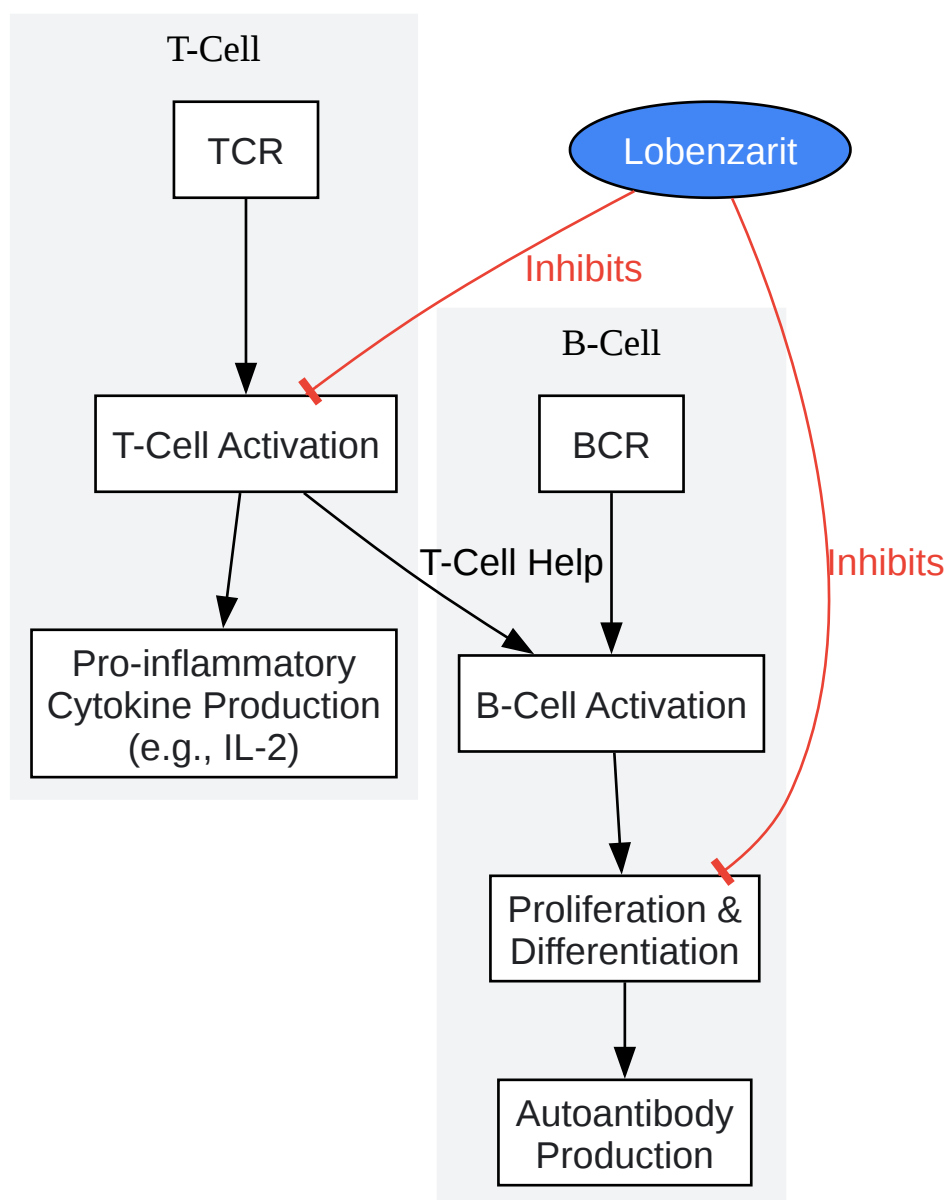 T-Cell
TCR
Lobenzarit
Inhibits
B-Cell
T-Cell Activation
BCR
T-Cell Help
Inhibits
Pro-inflammatory
Cytokine Production
(e.g., IL-2)
B-Cell Activation
Proliferation &
Differentiation
Autoantibody
Production